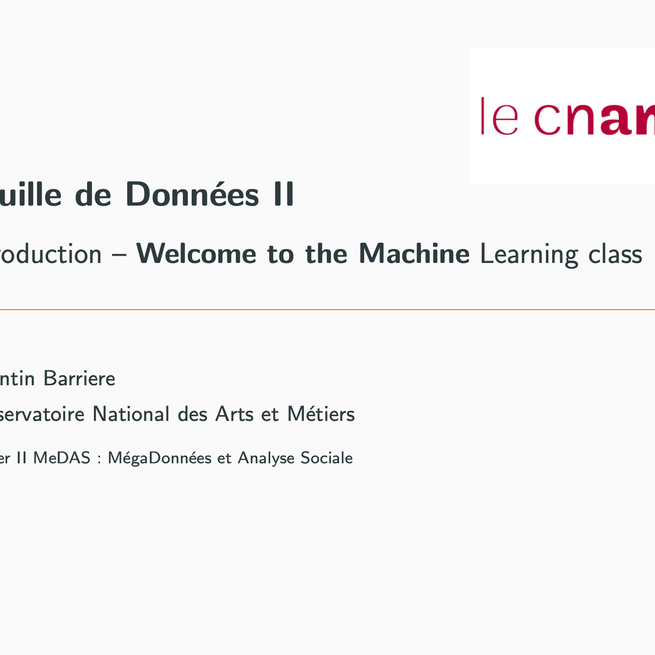 le cnam
uille de Données II
oduction – Welcome to the Machine Learning class
ntin Barriere
servatoire National des Arts et Métiers
er II MeDAS : MégaDonnées et Analyse Sociale